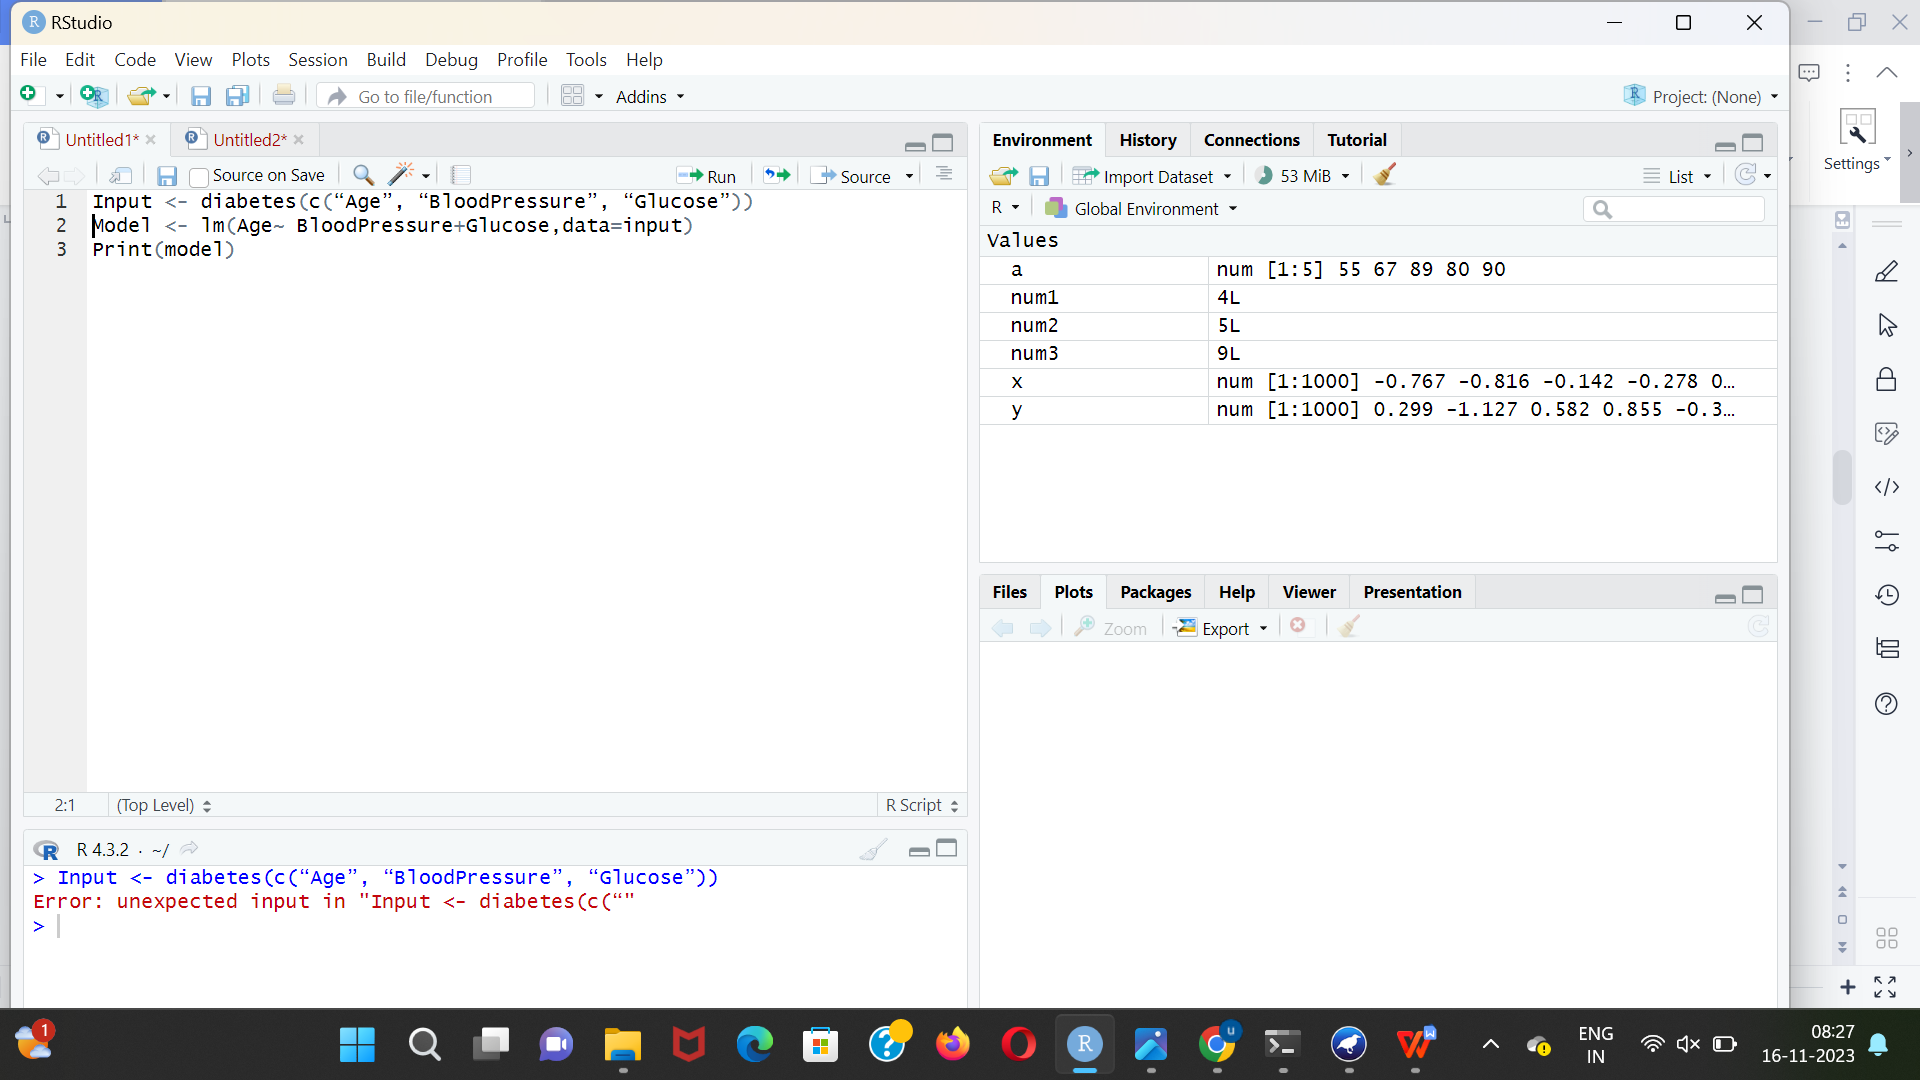 RStudio
File Edit Code View Plots Session Build Debug Profile Tools Help
Go to file/function Addins Project: (None)
Untitled1* Untitled2*
Source on Save Run Source
1 Input <- diabetes(c(“Age”, “BloodPressure”, “Glucose”))
2 Model <- lm(Age~ BloodPressure+Glucose,data=input)
3 Print(model)
2:1 (Top Level) R Script
R 4.3.2 · ~/
> Input <- diabetes(c(“Age”, “BloodPressure”, “Glucose”))
Error: unexpected input in "Input <- diabetes(c(“"
>
Environment History Connections Tutorial
Import Dataset 53 MiB List
R Global Environment
Values
a num [1:5] 55 67 89 80 90
num1 4L
num2 5L
num3 9L
x num [1:1000] -0.767 -0.816 -0.142 -0.278 0…
y num [1:1000] 0.299 -1.127 0.582 0.855 -0.3…
Files Plots Packages Help Viewer Presentation
Zoom Export
Settings
1
ENG
IN
08:27
16-11-2023